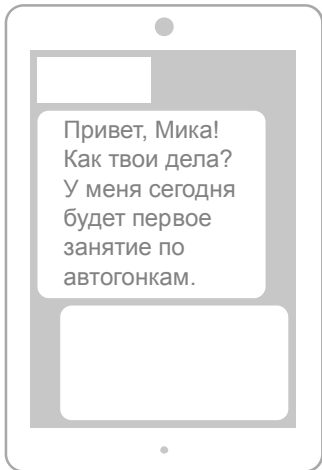 Привет, Мика!
Как твои дела?
У меня сегодня
будет первое
занятие по
автогонкам.